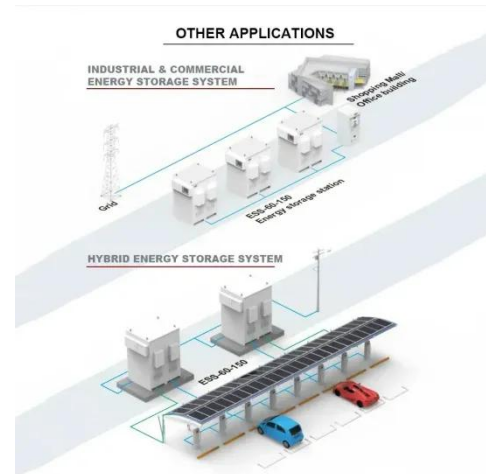 OTHER APPLICATIONS
INDUSTRIAL & COMMERCIAL
ENERGY STORAGE SYSTEM
Shopping Mall/
Office building
Grid
ESS-60-150
Energy storage station
HYBRID ENERGY STORAGE SYSTEM
ESS-60-150